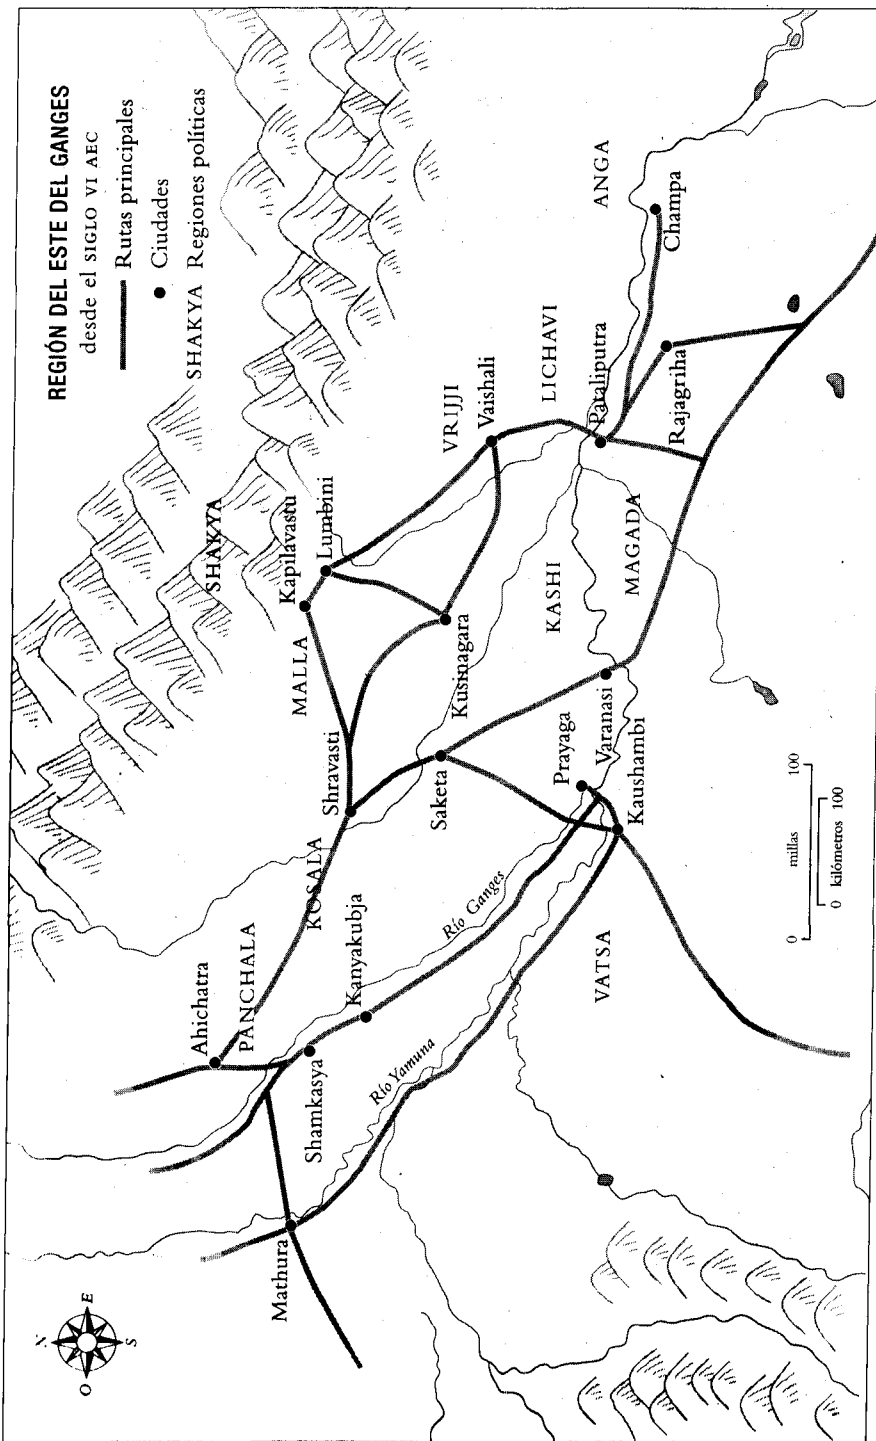 REGIÓN DEL ESTE DEL GANGES
desde el SIGLO VI AEC
Rutas principales
Ciudades
SHAKYA Regiones políticas
N
O
E
S
SHAKYA
Ahichatra
PANCHALA
KOSALA
Shravasti
MALLA
Kapilavastu
Lumbini
Mathura
Shamkasya
Kanyakubja
Río Ganges
Río Yamuna
Saketa
Kusinagara
VRIJJI
Vaishali
LICHAVI
ANGA
Prayaga
Varanasi
Kaushambi
KASHI
MAGADA
Pataliputra
Rajagriha
Champa
VATSA
millas
0
100
0 kilómetros 100